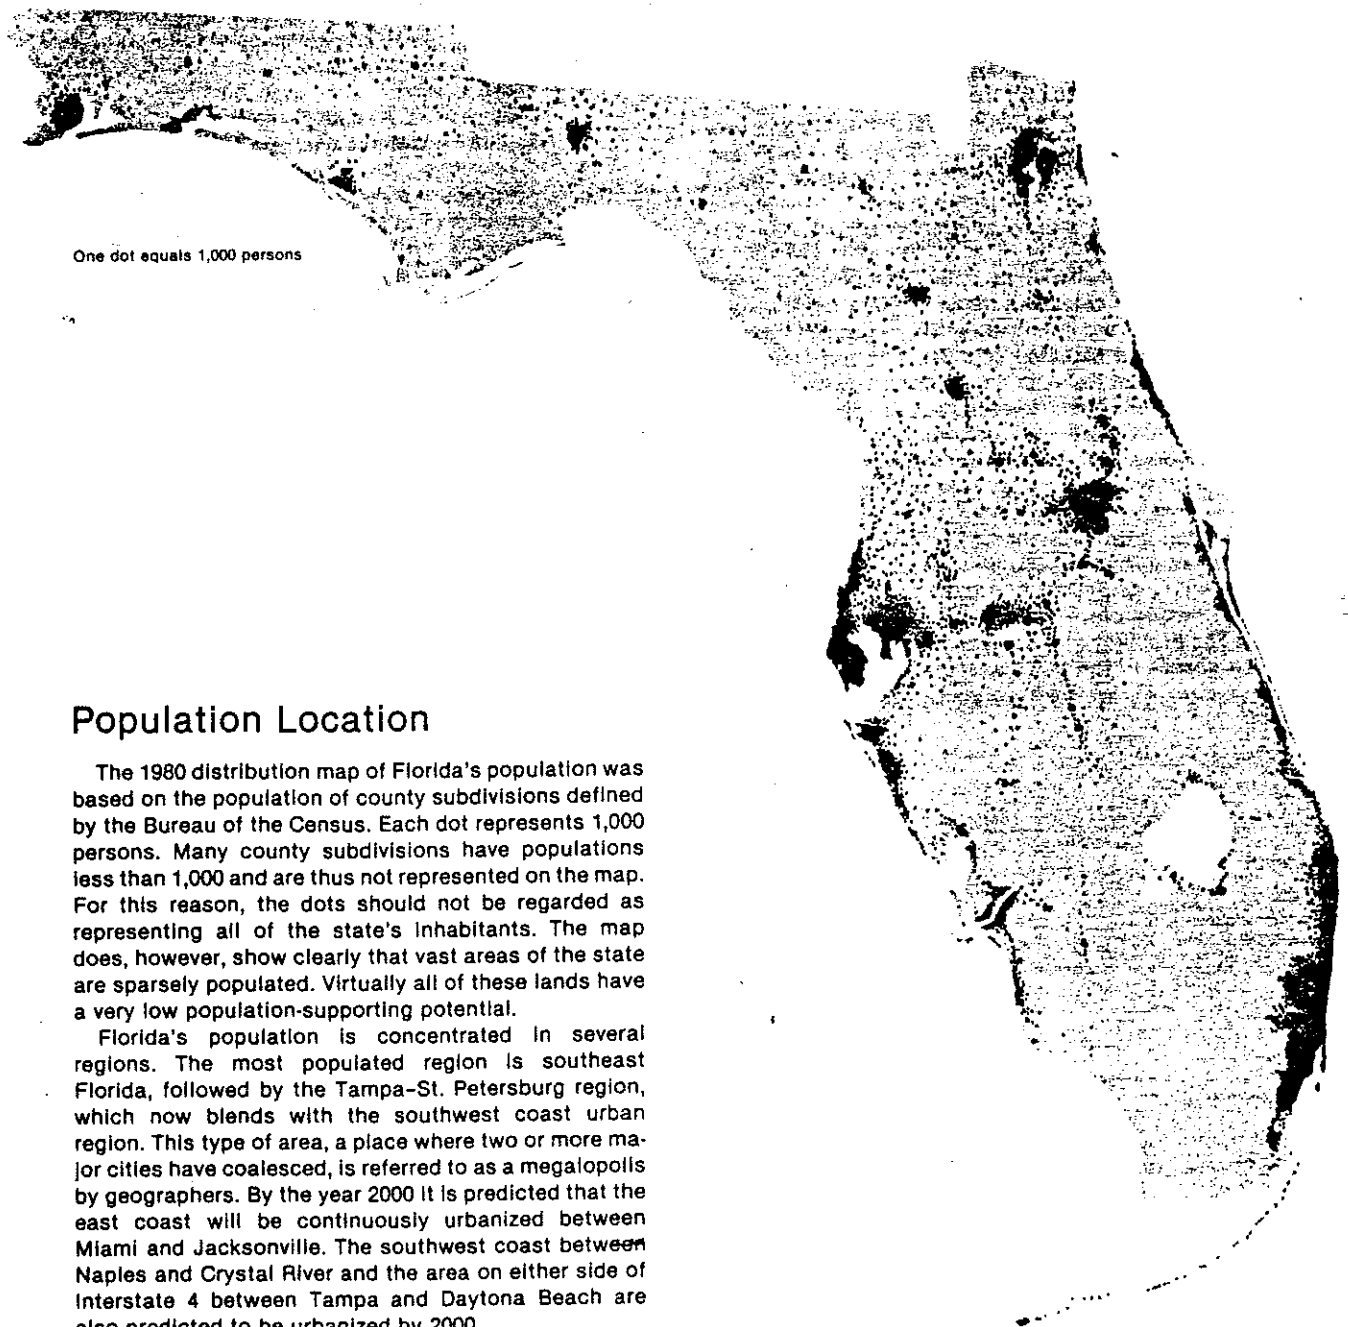 One dot equals 1,000 persons
Population Location
The 1980 distribution map of Florida's population was
based on the population of county subdivisions defined
by the Bureau of the Census. Each dot represents 1,000
persons. Many county subdivisions have populations
less than 1,000 and are thus not represented on the map.
For this reason, the dots should not be regarded as
representing all of the state's inhabitants. The map
does, however, show clearly that vast areas of the state
are sparsely populated. Virtually all of these lands have
a very low population-supporting potential.
Florida's population is concentrated in several
regions. The most populated region is southeast
Florida, followed by the Tampa–St. Petersburg region,
which now blends with the southwest coast urban
region. This type of area, a place where two or more ma-
jor cities have coalesced, is referred to as a megalopolis
by geographers. By the year 2000 it is predicted that the
east coast will be continuously urbanized between
Miami and Jacksonville. The southwest coast between
Naples and Crystal River and the area on either side of
Interstate 4 between Tampa and Daytona Beach are
also predicted to be urbanized by 2000.